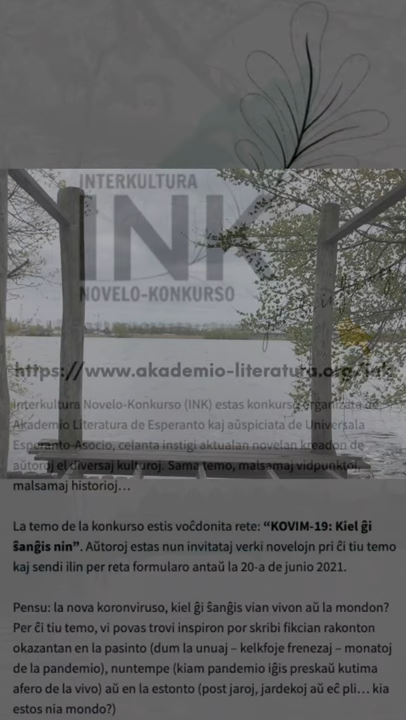 INTERKULTURA
INK
NOVELO-KONKURSO
https://www.akademio-literatura.org/ink
Interkultura Novelo-Konkurso (INK) estas konkurso organizata de
Akademio Literatura de Esperanto kaj aŭspiciata de Universala
Esperanto-Asocio, celanta instigi aktualan novelan kreadon de
aŭtoroj el diversaj kulturoj. Sama temo, malsamaj vidpunktoj,
malsamaj historioj…
La temo de la konkurso estis voĉdonita rete: “KOVIM-19: Kiel ĝi
ŝanĝis nin”. Aŭtoroj estas nun invitataj verki novelojn pri ĉi tiu temo
kaj sendi ilin per reta formularo antaŭ la 20-a de junio 2021.
Pensu: la nova koronviruso, kiel ĝi ŝanĝis vian vivon aŭ la mondon?
Per ĉi tiu temo, vi povas trovi inspiron por skribi fikcian rakonton
okazantan en la pasinto (dum la unuaj – kelkfoje frenezaj – monatoj
de la pandemio), nuntempe (kiam pandemio iĝis preskaŭ kutima
afero de la vivo) aŭ en la estonto (post jaroj, jardekoj aŭ eĉ pli… kia
estos nia mondo?)